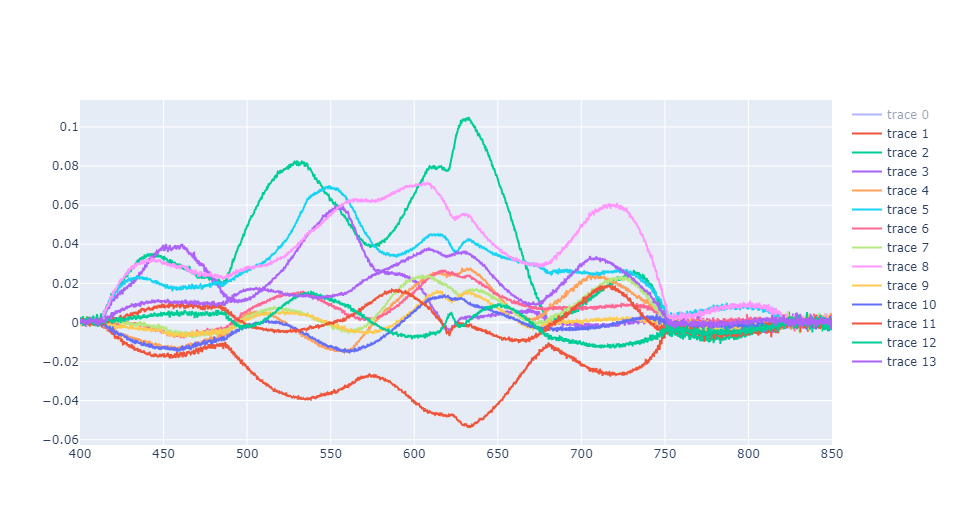 0.1
0.08
0.06
0.04
0.02
0
−0.02
−0.04
−0.06
400 450 500 550 600 650 700 750 800 850
trace 0
trace 1
trace 2
trace 3
trace 4
trace 5
trace 6
trace 7
trace 8
trace 9
trace 10
trace 11
trace 12
trace 13